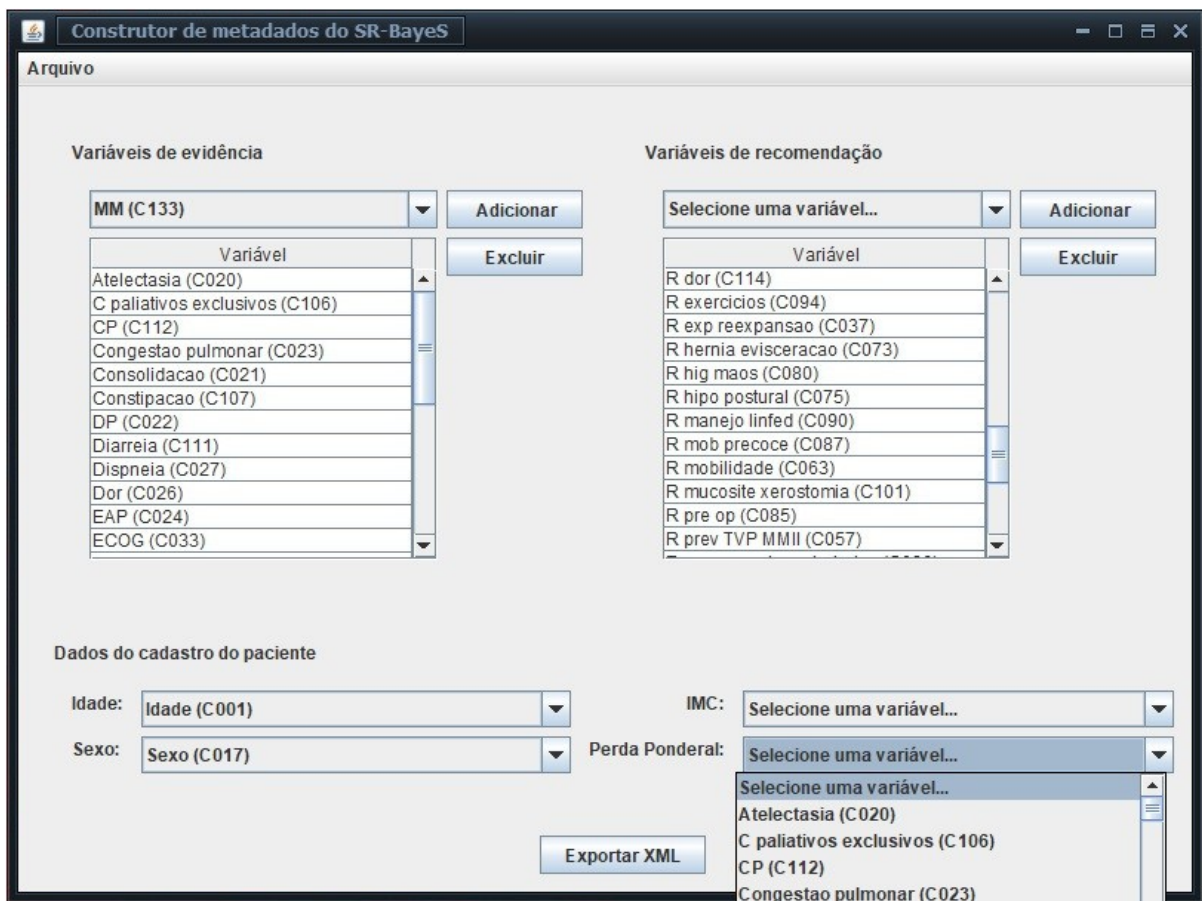 Construtor de metadados do SR-BayeS
Arquivo
Variáveis de evidência
MM (C133)
Adicionar
Variável
Excluir
Atelectasia (C020)
C paliativos exclusivos (C106)
CP (C112)
Congestao pulmonar (C023)
Consolidacao (C021)
Constipacao (C107)
DP (C022)
Diarreia (C111)
Dispneia (C027)
Dor (C026)
EAP (C024)
ECOG (C033)
Variáveis de recomendação
Selecione uma variável...
Adicionar
Variável
Excluir
R dor (C114)
R exercicios (C094)
R exp reexpansao (C037)
R hernia evisceracao (C073)
R hig maos (C080)
R hipo postural (C075)
R manejo linfed (C090)
R mob precoce (C087)
R mobilidade (C063)
R mucosite xerostomia (C101)
R pre op (C085)
R prev TVP MMII (C057)
Dados do cadastro do paciente
Idade: Idade (C001)
Sexo: Sexo (C017)
IMC: Selecione uma variável...
Perda Ponderal: Selecione uma variável...
Selecione uma variável...
Atelectasia (C020)
C paliativos exclusivos (C106)
CP (C112)
Congestao pulmonar (C023)
Exportar XML